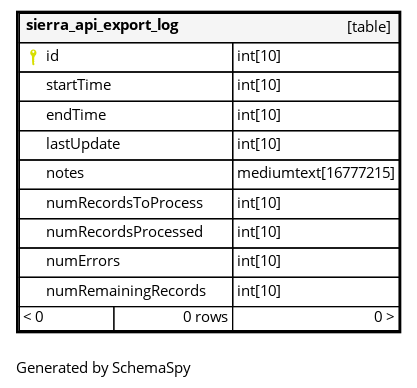 sierra_api_export_log [table]
id int[10]
startTime int[10]
endTime int[10]
lastUpdate int[10]
notes mediumtext[16777215]
numRecordsToProcess int[10]
numRecordsProcessed int[10]
numErrors int[10]
numRemainingRecords int[10]
< 0 0 rows 0 >
Generated by SchemaSpy